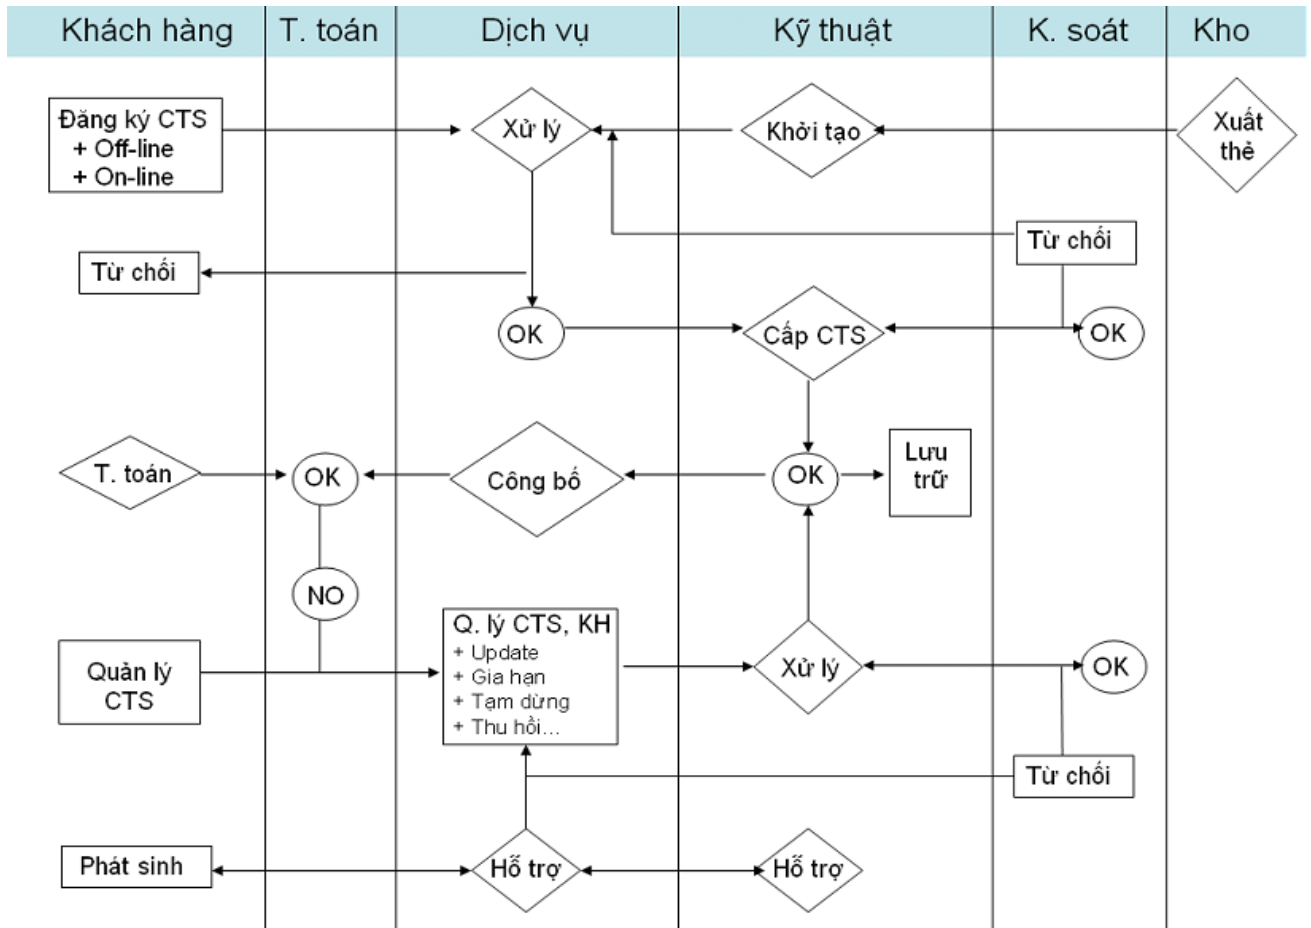 Khách hàng
T. toán
Dịch vụ
Kỹ thuật
K. soát
Kho
Đăng ký CTS
+ Off-line
+ On-line
Xử lý
Khởi tạo
Xuất
thẻ
Từ chối
Từ chối
OK
Cấp CTS
OK
T. toán
OK
Công bố
OK
Lưu
trữ
NO
Quản lý
CTS
Q. lý CTS, KH
+ Update
+ Gia hạn
+ Tạm dừng
+ Thu hồi...
Xử lý
OK
Từ chối
Phát sinh
Hỗ trợ
Hỗ trợ